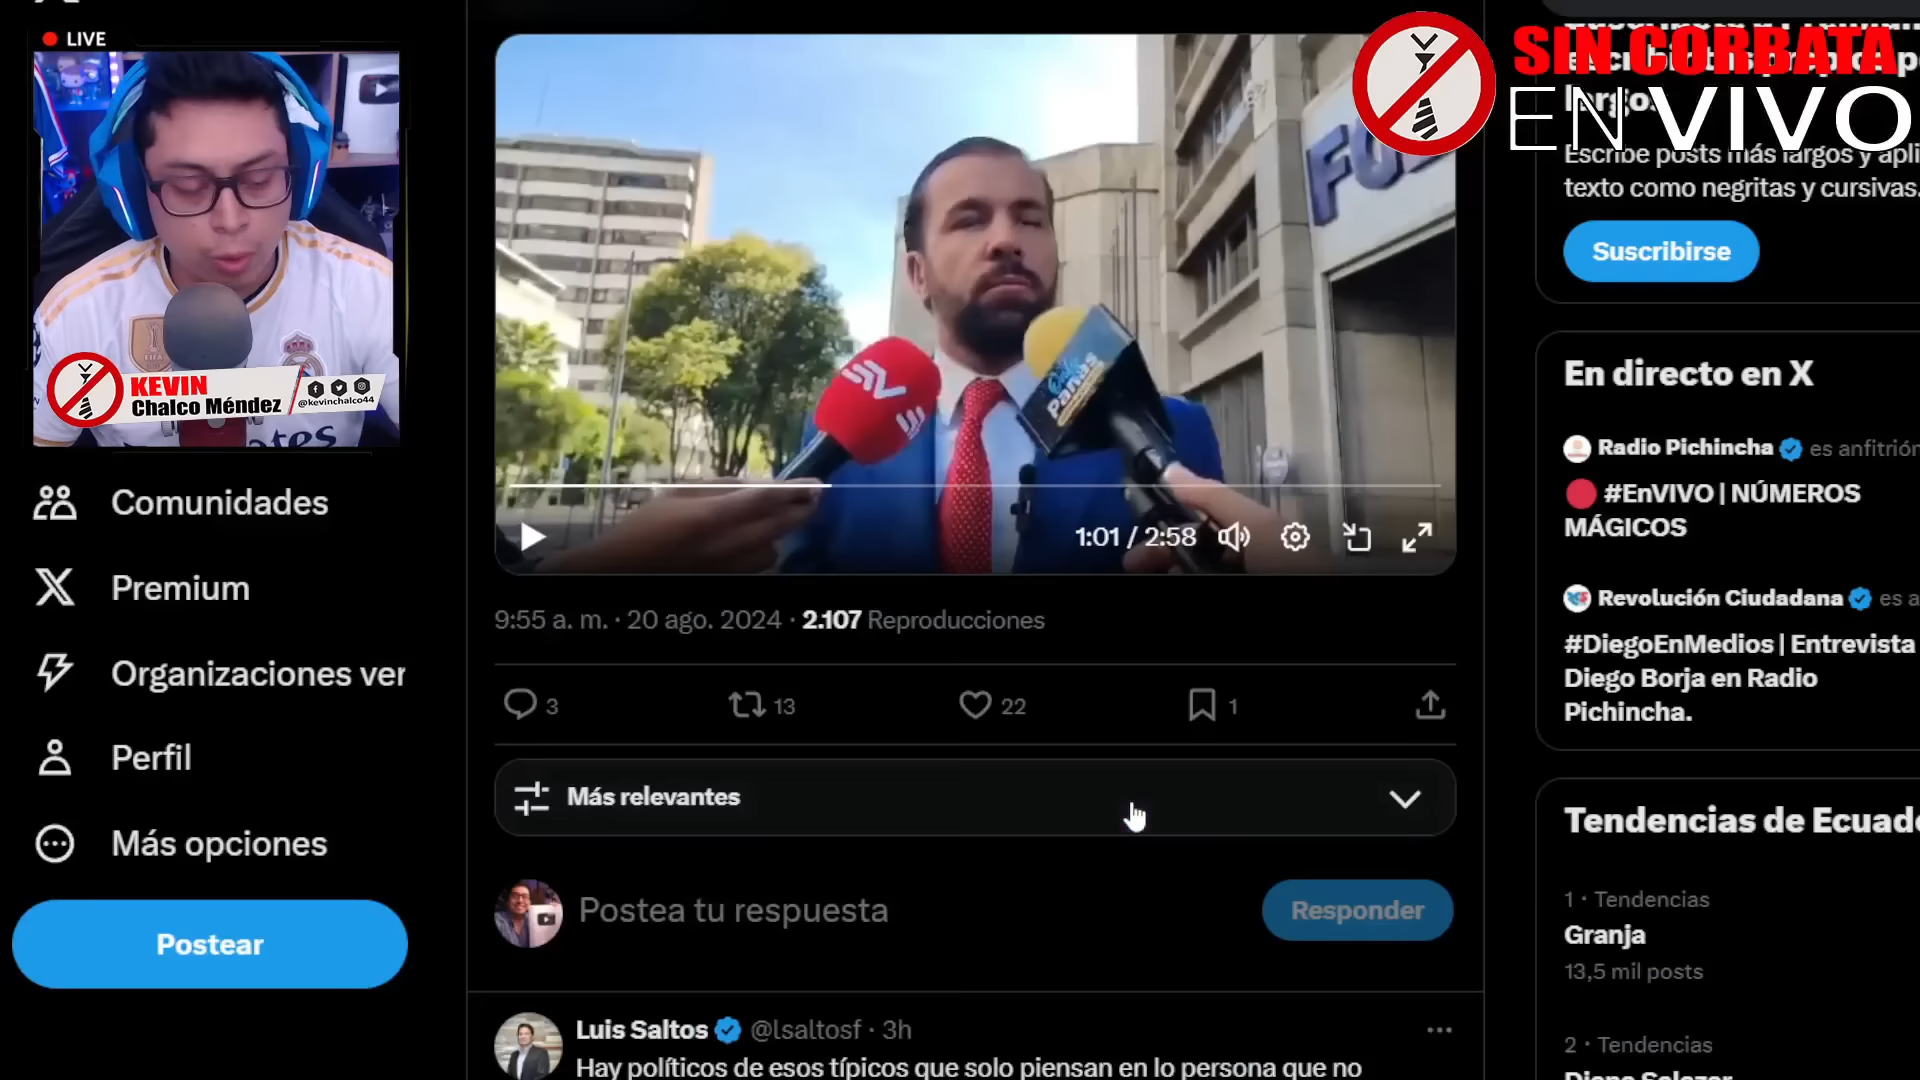 LIVE
KEVIN
Chalco Méndez
@kevinchalco44
Comunidades
Premium
Organizaciones ver
Perfil
Más opciones
Postear
Panas
1:01 / 2:58
9:55 a. m. · 20 ago. 2024 · 2.107 Reproducciones
3
13
22
1
Más relevantes
Postea tu respuesta
Responder
Luis Saltos @lsaltosf · 3h
Hay políticos de esos típicos que solo piensan en lo persona que no
SIN CORBATA
EN VIVO
Escribe posts más largos y apli
texto como negritas y cursivas.
Suscribirse
En directo en X
Radio Pichincha es anfitrión
#EnVIVO | NÚMEROS
MÁGICOS
Revolución Ciudadana es a
#DiegoEnMedios | Entrevista
Diego Borja en Radio
Pichincha.
Tendencias de Ecuad
1 · Tendencias
Granja
13,5 mil posts
2 · Tendencias